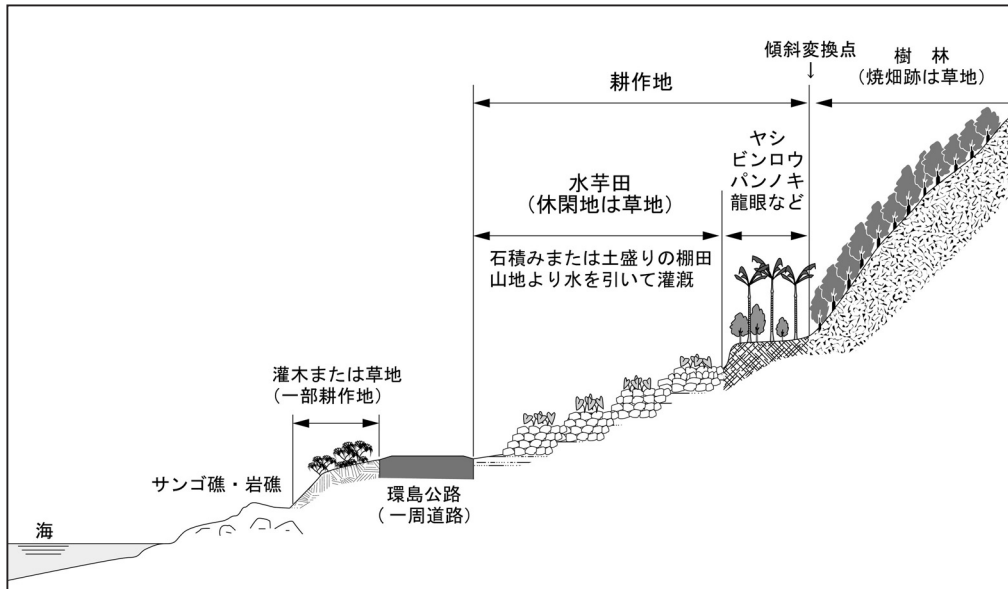 傾斜変換点
↓
樹　林
（焼畑跡は草地）
耕作地
ヤシ
ビンロウ
パンノキ
龍眼など
水芋田
（休閑地は草地）
石積みまたは土盛りの棚田
山地より水を引いて灌漑
灌木または草地
（一部耕作地）
サンゴ礁・岩礁
環島公路
（一周道路）
海